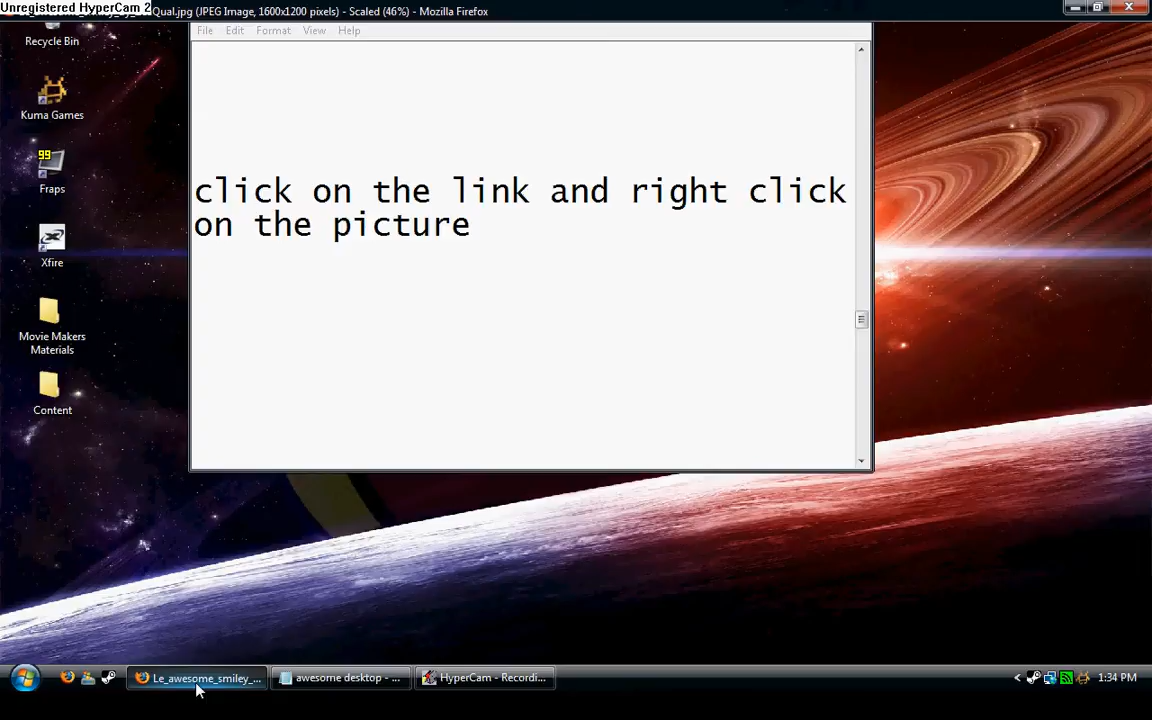 Unregistered HyperCam 2
Qual.jpg (JPEG Image, 1600x1200 pixels) - Scaled (46%) - Mozilla Firefox
File Edit Format View Help
Recycle Bin
Kuma Games
99
Fraps
Xfire
Movie Makers
Materials
Content
click on the link and right click
on the picture
Le_awesome_smiley_...
awesome desktop - ...
HyperCam - Recordi...
1:34 PM